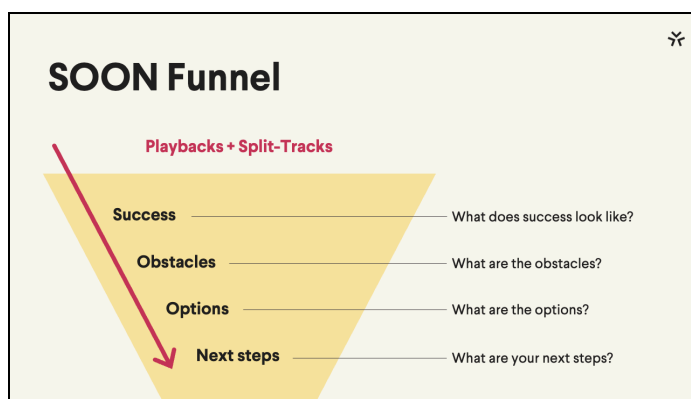 SOON Funnel
Playbacks + Split-Tracks
Success
What does success look like?
Obstacles
What are the obstacles?
Options
What are the options?
Next steps
What are your next steps?